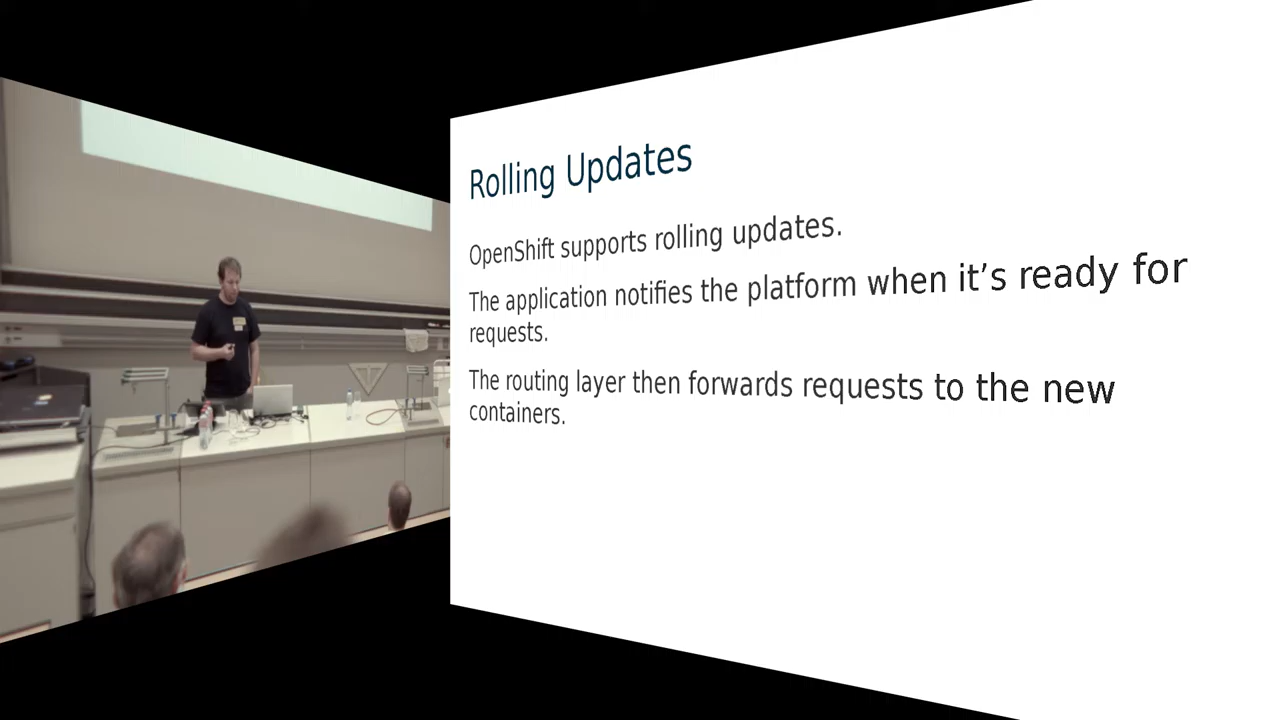 Rolling Updates
OpenShift supports rolling updates.
The application notifies the platform when it’s ready for
requests.
The routing layer then forwards requests to the new
containers.